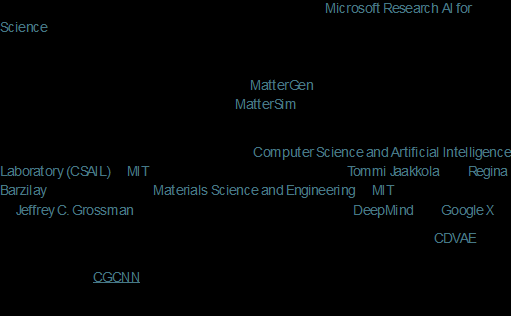 Microsoft Research AI for
Science
MatterGen
MatterSim
Computer Science and Artificial Intelligence
Laboratory (CSAIL) MIT Tommi Jaakkola Regina
Barzilay Materials Science and Engineering MIT
Jeffrey C. Grossman DeepMind Google X
CDVAE
CGCNN